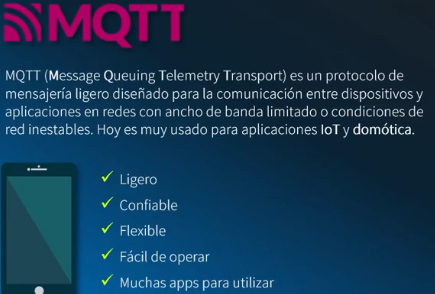 MQTT
MQTT (Message Queuing Telemetry Transport) es un protocolo de
mensajería ligero diseñado para la comunicación entre dispositivos y
aplicaciones en redes con ancho de banda limitado o condiciones de
red inestables. Hoy es muy usado para aplicaciones IoT y domótica.
✓ Ligero
✓ Confiable
✓ Flexible
✓ Fácil de operar
✓ Muchas apps para utilizar